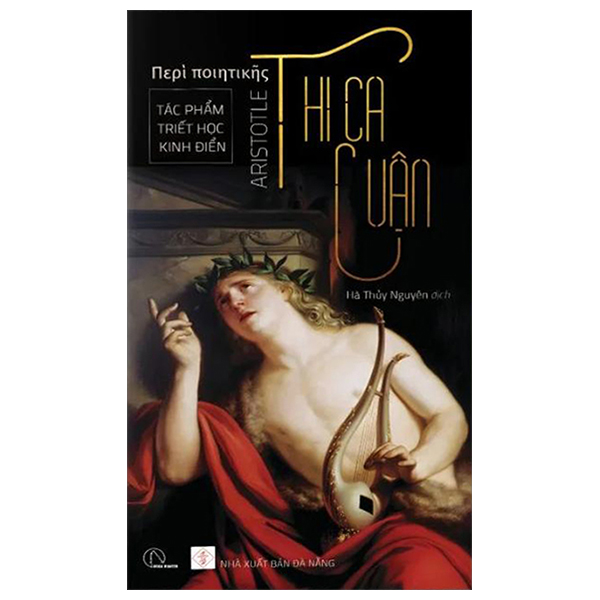 Περὶ ποιητικῆς
TÁC PHẨM
TRIẾT HỌC
KINH ĐIỂN
ARISTOTLE
THI CA
LUẬN
Hà Thủy Nguyên dịch
NHÀ XUẤT BẢN ĐÀ NẴNG